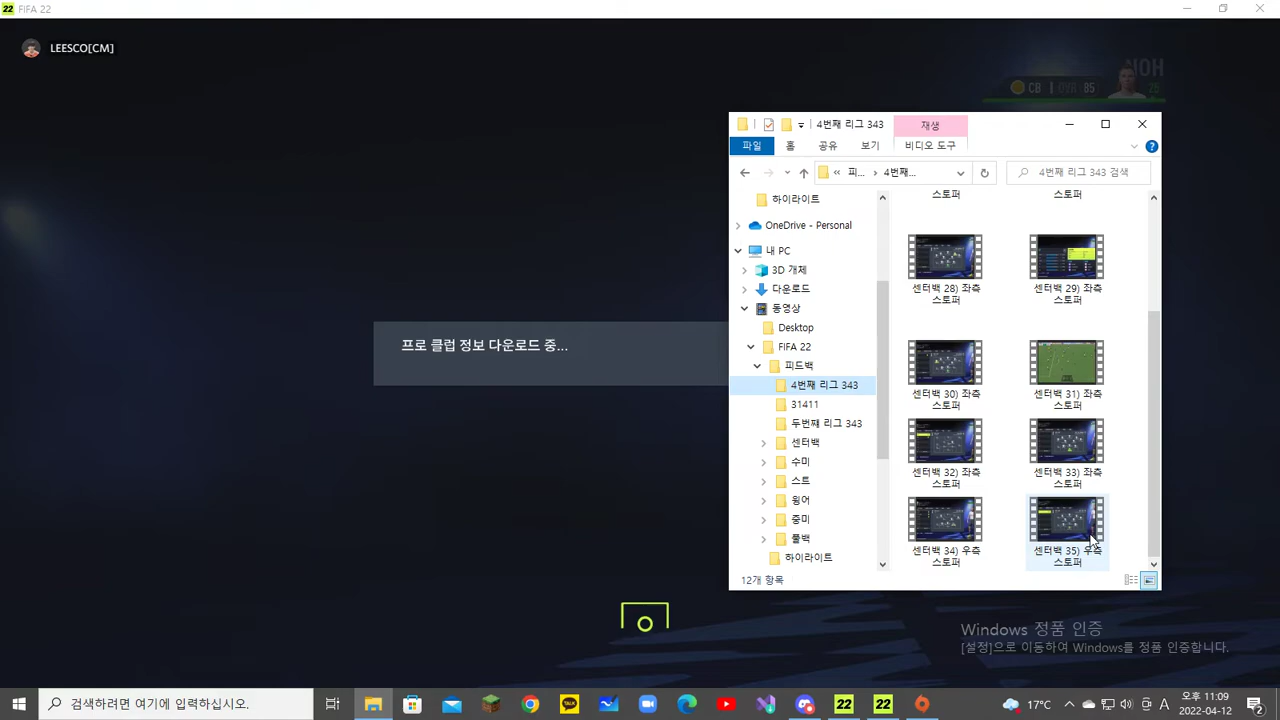 22 FIFA 22
LEESCO[CM]
NOH
CB | OVR 85
26
4번째 리그 343
재생
파일 홈 공유 보기 비디오 도구
« 피... > 4번째...
4번째 리그 343 검색
하이라이트
OneDrive - Personal
내 PC
3D 개체
다운로드
동영상
Desktop
FIFA 22
피드백
4번째 리그 343
31411
두번째 리그 343
센터백
수미
스트
윙어
중미
풀백
하이라이트
스토퍼
스토퍼
센터백 28) 좌측
스토퍼
센터백 29) 좌측
스토퍼
센터백 30) 좌측
스토퍼
센터백 31) 좌측
스토퍼
센터백 32) 좌측
스토퍼
센터백 33) 좌측
스토퍼
센터백 34) 우측
스토퍼
센터백 35) 우측
스토퍼
12개 항목
프로 클럽 정보 다운로드 중...
Windows 정품 인증
[설정]으로 이동하여 Windows를 정품 인증합니다.
검색하려면 여기에 입력하십시오.
TALK
22
22
17°C
A
오후 11:09
2022-04-12
2